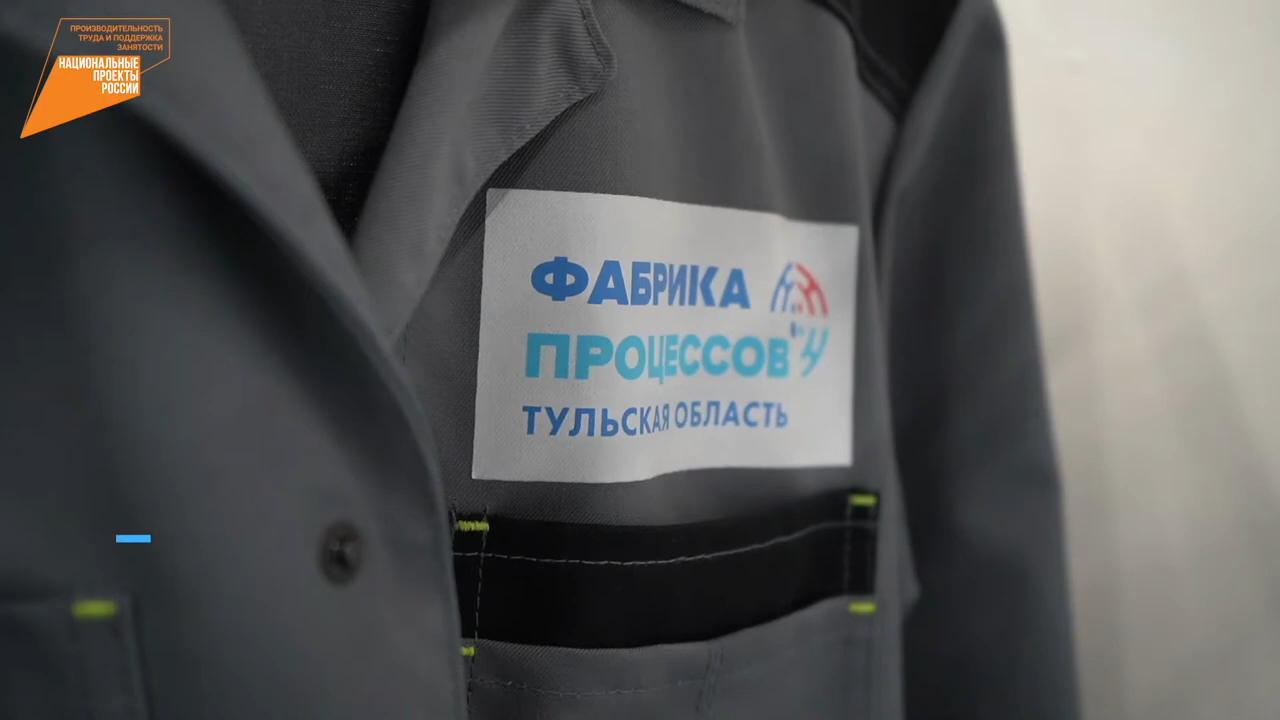 ПРОИЗВОДИТЕЛЬНОСТЬ
ТРУДА И ПОДДЕРЖКА
ЗАНЯТОСТИ
НАЦИОНАЛЬНЫЕ
ПРОЕКТЫ
РОССИИ
ФАБРИКА
ПРОЦЕССОВ
ТУЛЬСКАЯ ОБЛАСТЬ